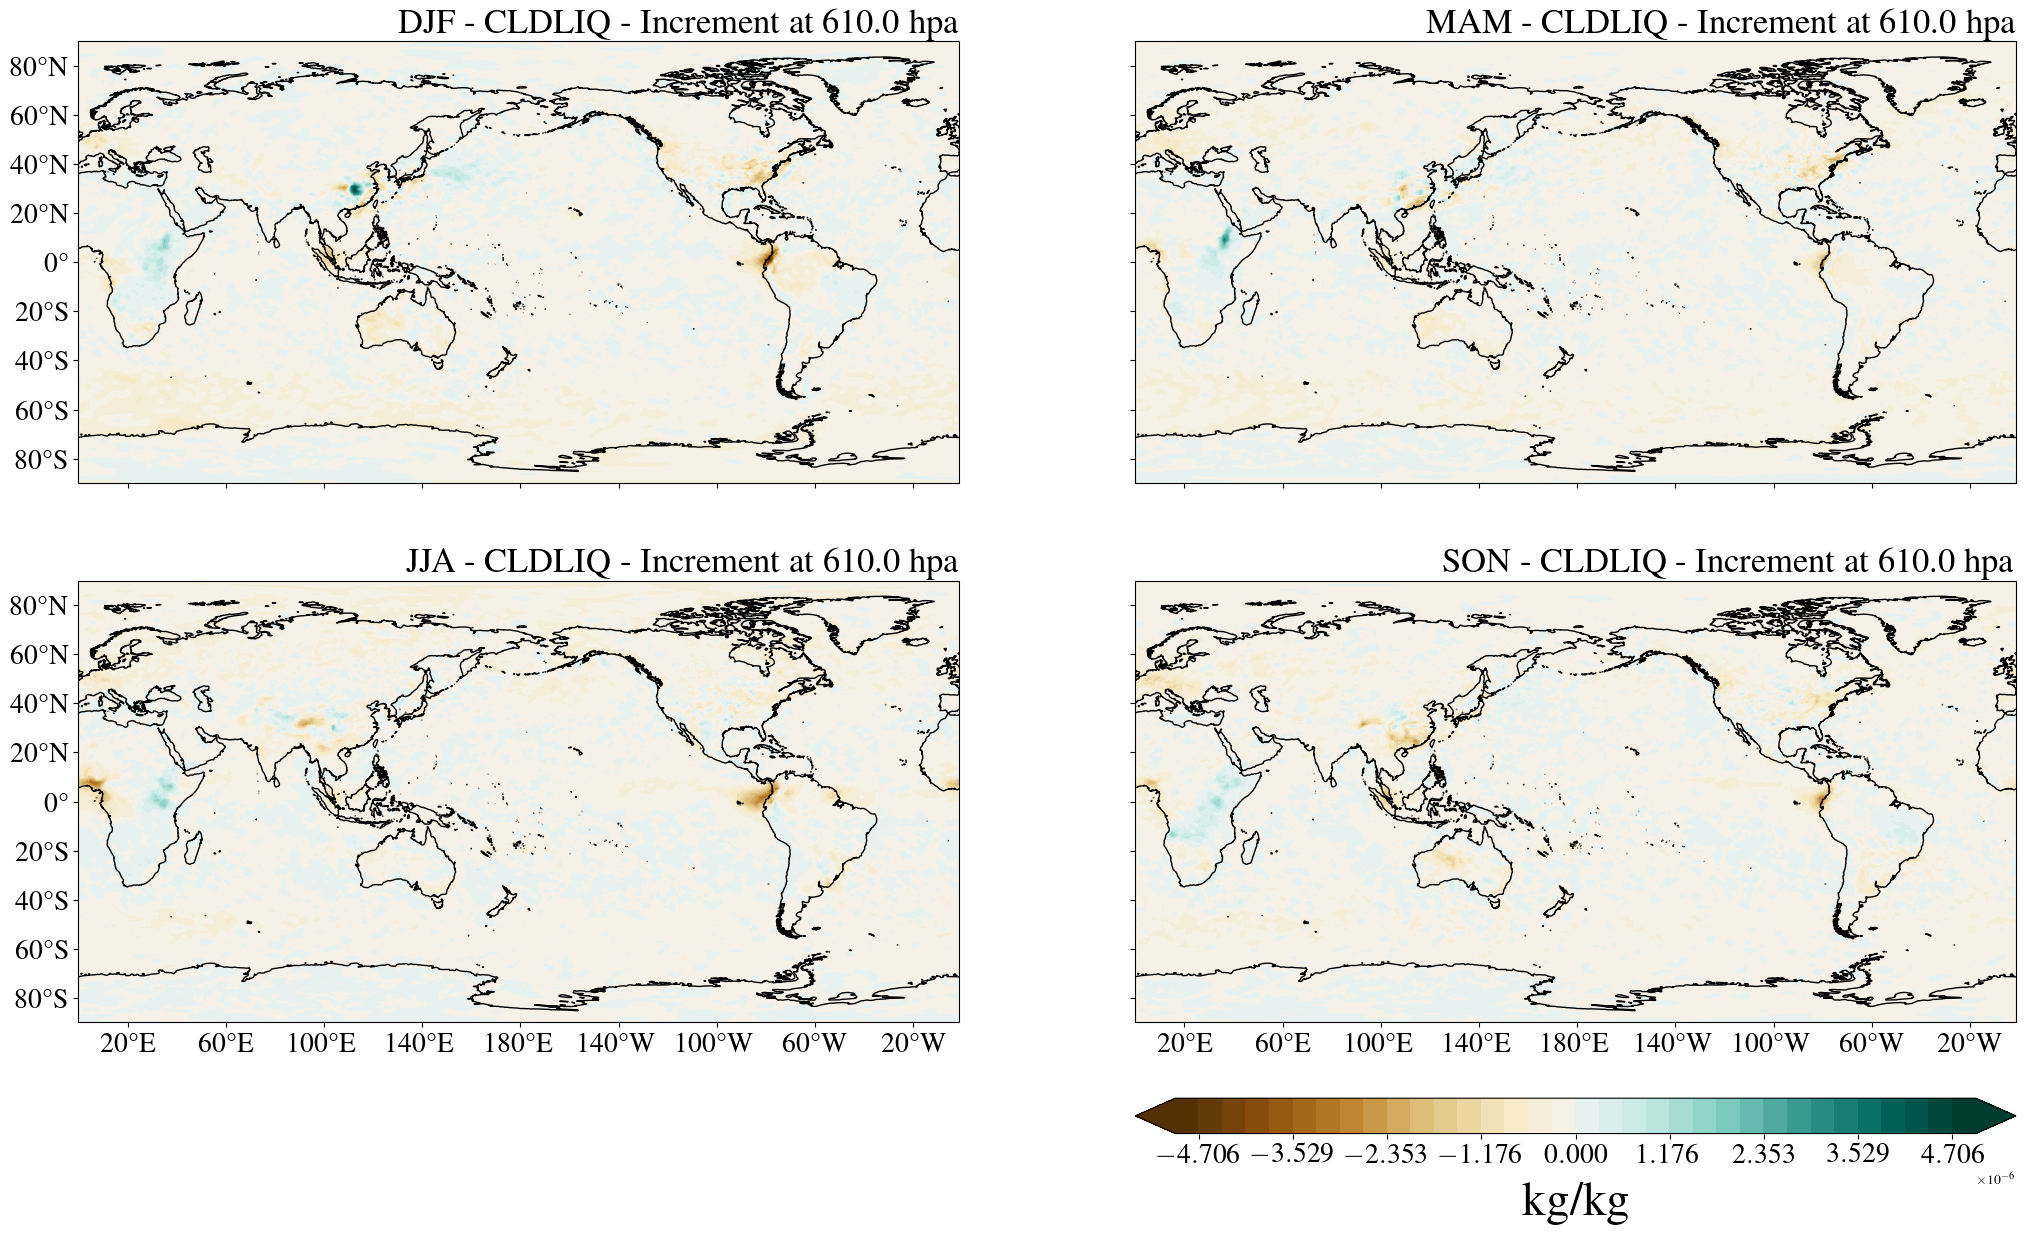 DJF - CLDLIQ - Increment at 610.0 hpa
MAM - CLDLIQ - Increment at 610.0 hpa
80°N
60°N
40°N
20°N
0°
20°S
40°S
60°S
80°S
JJA - CLDLIQ - Increment at 610.0 hpa
SON - CLDLIQ - Increment at 610.0 hpa
80°N
60°N
40°N
20°N
0°
20°S
40°S
60°S
80°S
20°E 60°E 100°E 140°E 180°E 140°W 100°W 60°W 20°W
20°E 60°E 100°E 140°E 180°E 140°W 100°W 60°W 20°W
−4.706 −3.529 −2.353 −1.176 0.000 1.176 2.353 3.529 4.706
×10⁻⁶
kg/kg